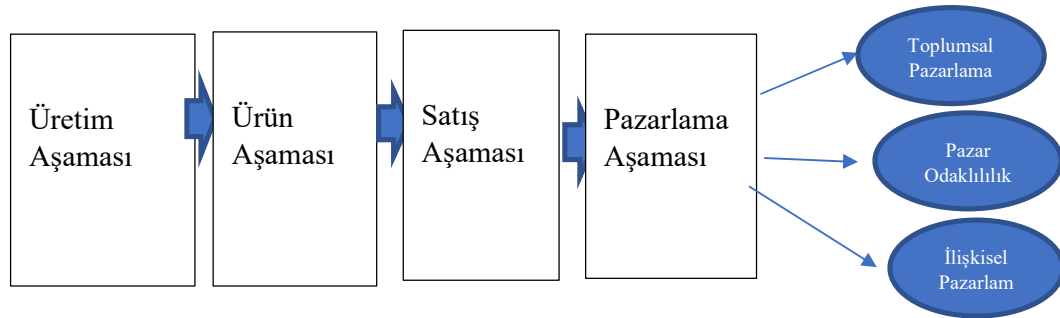 Üretim
Aşaması
Ürün
Aşaması
Satış
Aşaması
Pazarlama
Aşaması
Toplumsal
Pazarlama
Pazar
Odaklılılık
İlişkisel
Pazarlam